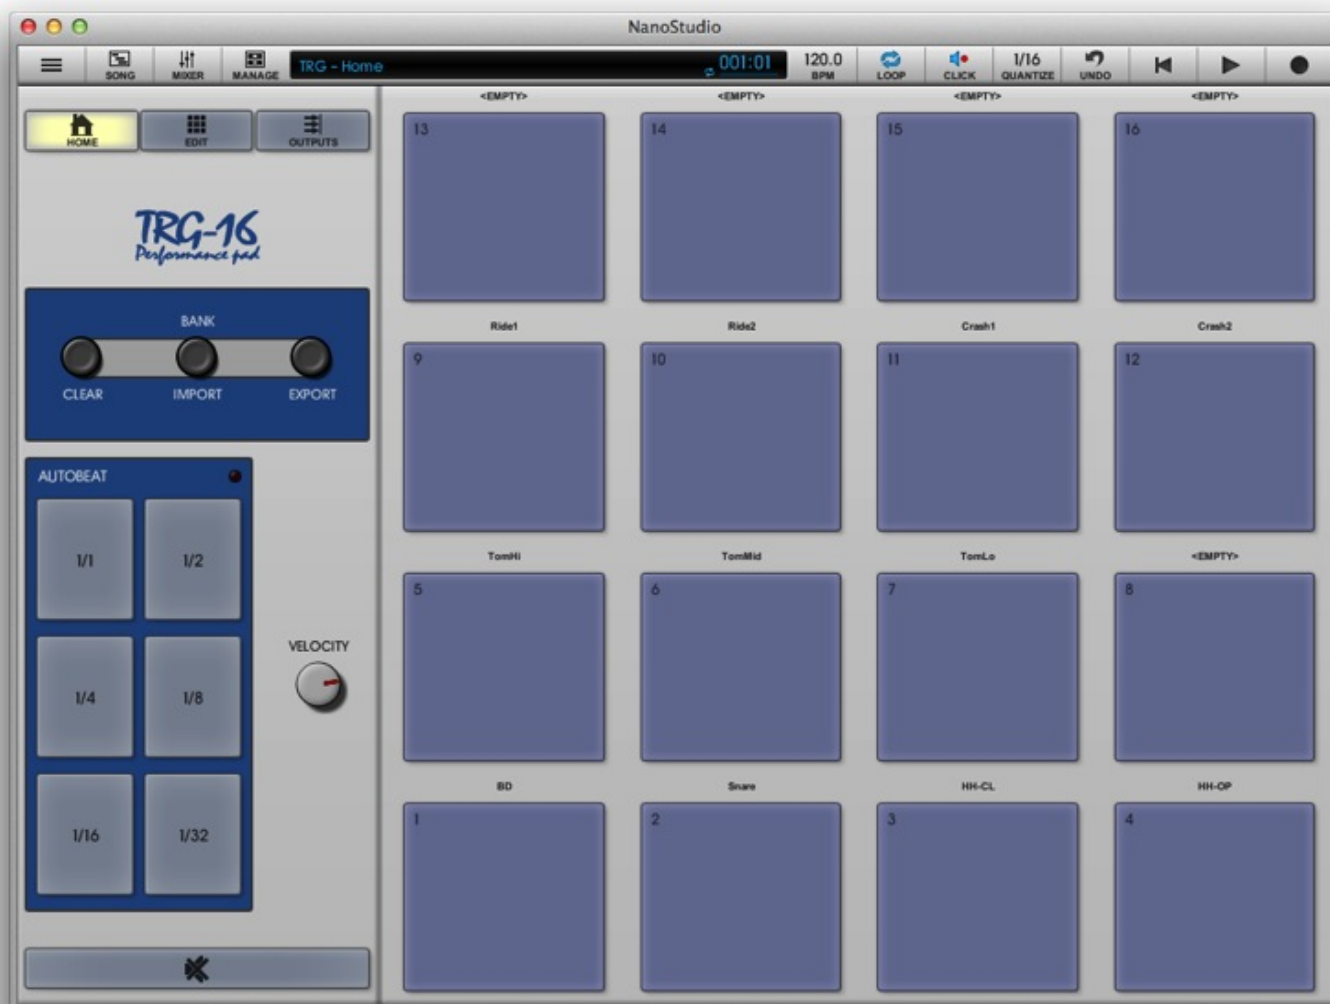 NanoStudio
SONG
MIXER
MANAGE
TRG - Home
001:01
120.0
BPM
LOOP
CLICK
1/16
QUANTIZE
UNDO
HOME
EDIT
OUTPUTS
TRG-16
Performance pad
BANK
CLEAR
IMPORT
EXPORT
AUTOBEAT
1/1
1/2
1/4
1/8
1/16
1/32
VELOCITY
<EMPTY>
<EMPTY>
<EMPTY>
<EMPTY>
13
14
15
16
Ride1
Ride2
Crash1
Crash2
9
10
11
12
TomHi
TomMid
TomLo
<EMPTY>
5
6
7
8
BD
Snare
HH-CL
HH-OP
1
2
3
4